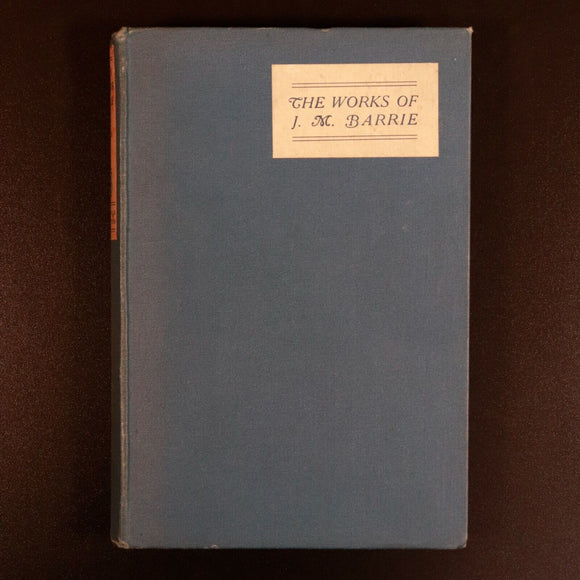 THE WORKS OF
J. M. BARRIE